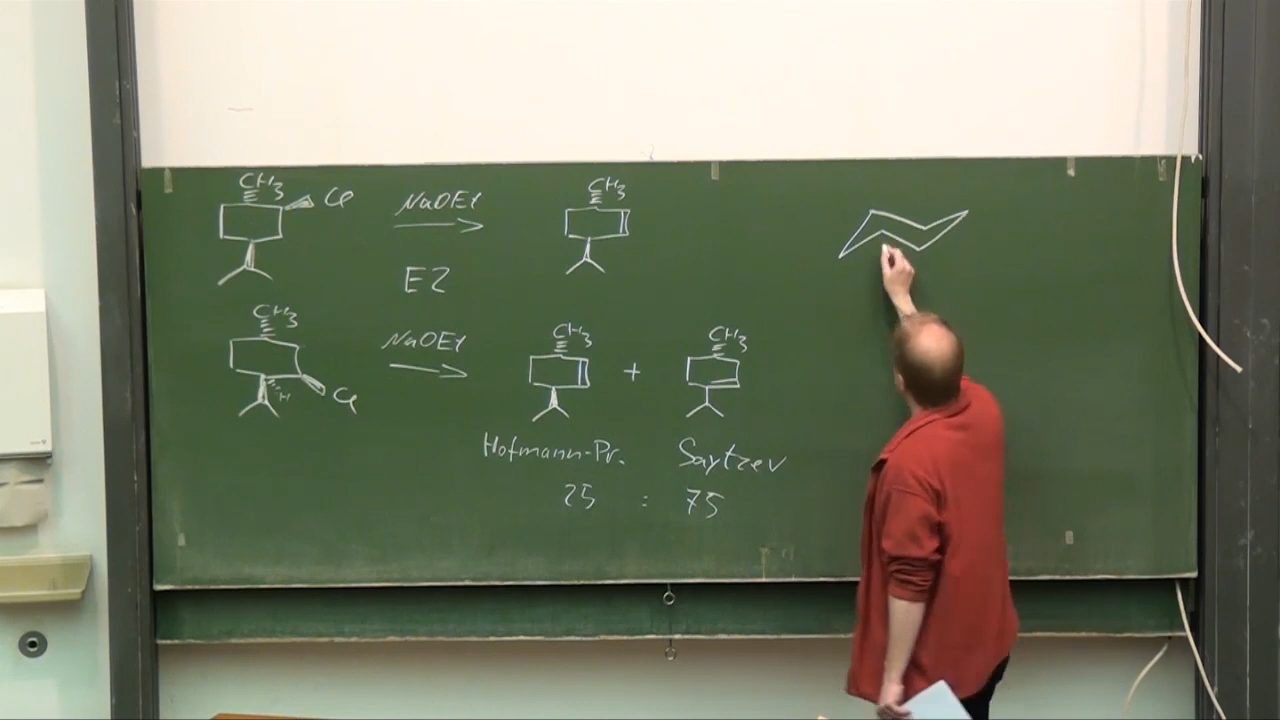 CH3 CH3
Cl NaOEt
E2
CH3
NaOEt CH3 + CH3
H Cl
Hofmann-Pr. Saytzev
25 : 75